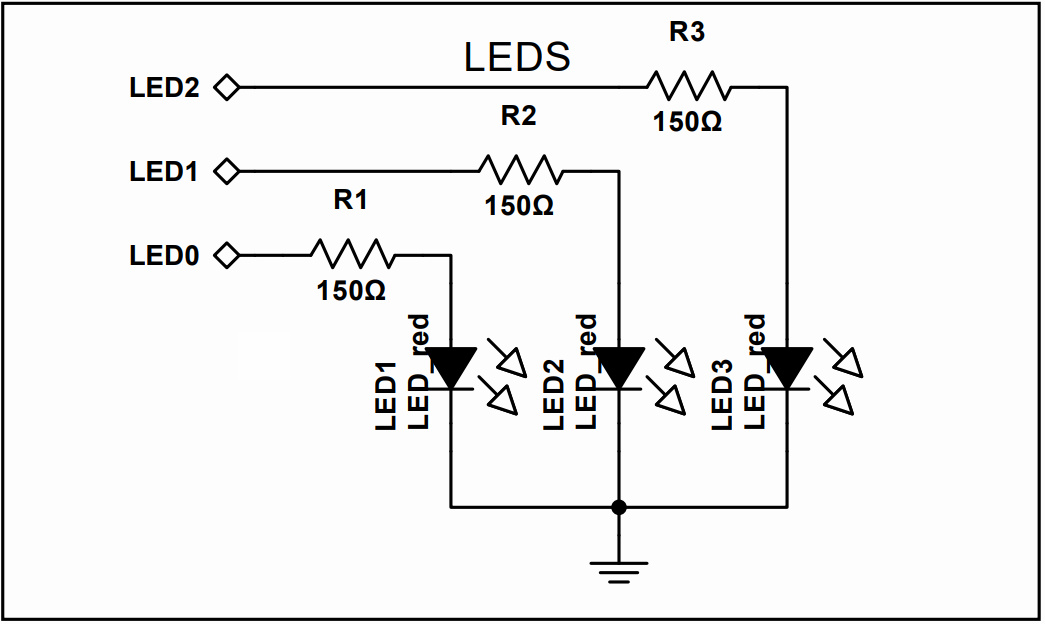 R3
LEDS
LED2
150Ω
R2
LED1
150Ω
R1
LED0
150Ω
LED1
LED_red
LED2
LED_red
LED3
LED_red